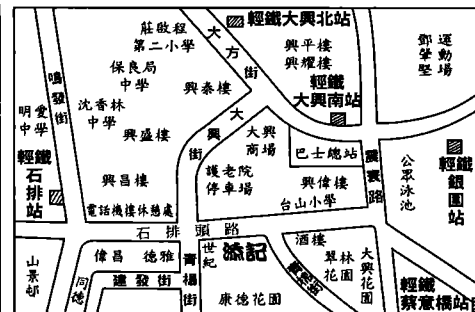 輕鐵大興北站
莊啟程
第二小學
大方街
興平樓
興耀樓
鄧肇堅
運動場
保良局
中學
鳴發街
沈香林
中學
興泰樓
輕鐵
大興南站
明愛
中學
興盛樓
大興街
大興
商場
巴士總站
震寰路
公眾泳池
輕鐵
銀圍站
輕鐵
石排站
興昌樓
護老院
停車場
興偉樓
台山小學
電話機樓休憩處
石排頭路
偉昌
德雅
世紀
添記
酒樓
翠林
花園
大興花園
山景邨
同德
建發街
青楊街
康德花園
輕鐵
蔡意橋站